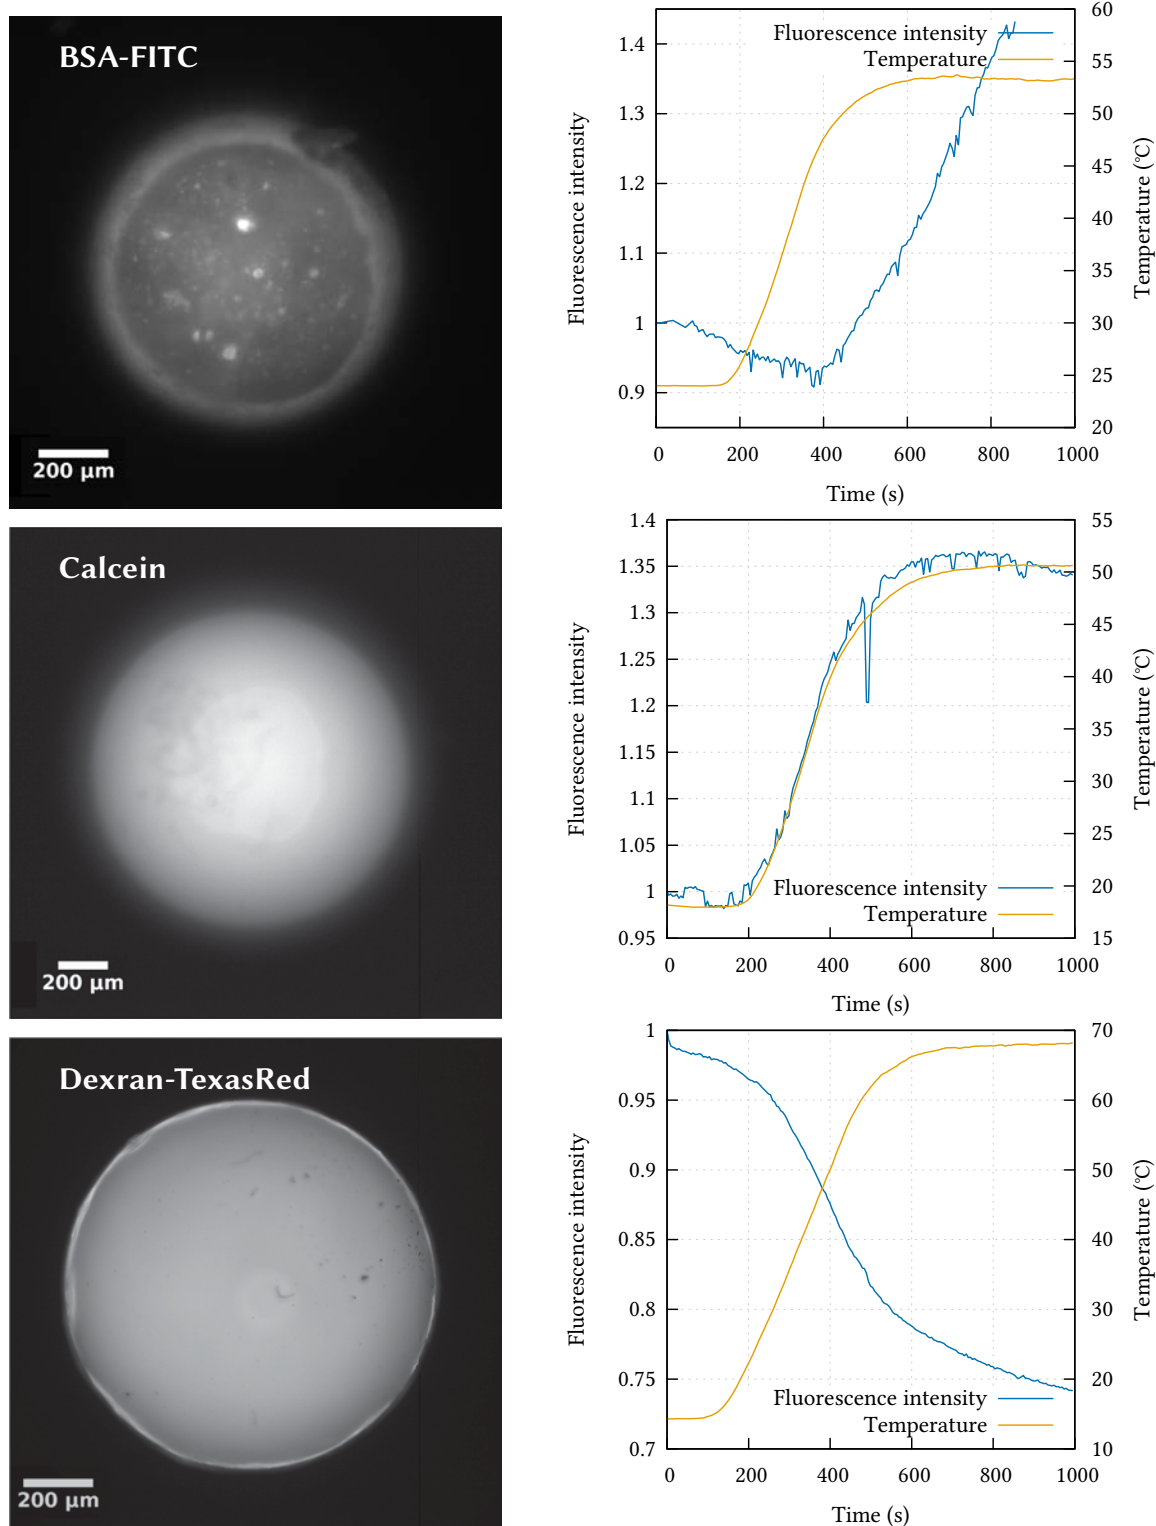 BSA-FITC
200 µm
1.4
1.3
1.2
1.1
1
0.9
Fluorescence intensity
Fluorescence intensity
Temperature
60
55
50
45
40
35
30
25
20
Temperature (°C)
0 200 400 600 800 1000
Time (s)
Calcein
200 µm
1.4
1.35
1.3
1.25
1.2
1.15
1.1
1.05
1
0.95
Fluorescence intensity
Fluorescence intensity
Temperature
55
50
45
40
35
30
25
20
15
Temperature (°C)
0 200 400 600 800 1000
Time (s)
Dexran-TexasRed
200 µm
1
0.95
0.9
0.85
0.8
0.75
0.7
Fluorescence intensity
Fluorescence intensity
Temperature
70
60
50
40
30
20
10
Temperature (°C)
0 200 400 600 800 1000
Time (s)